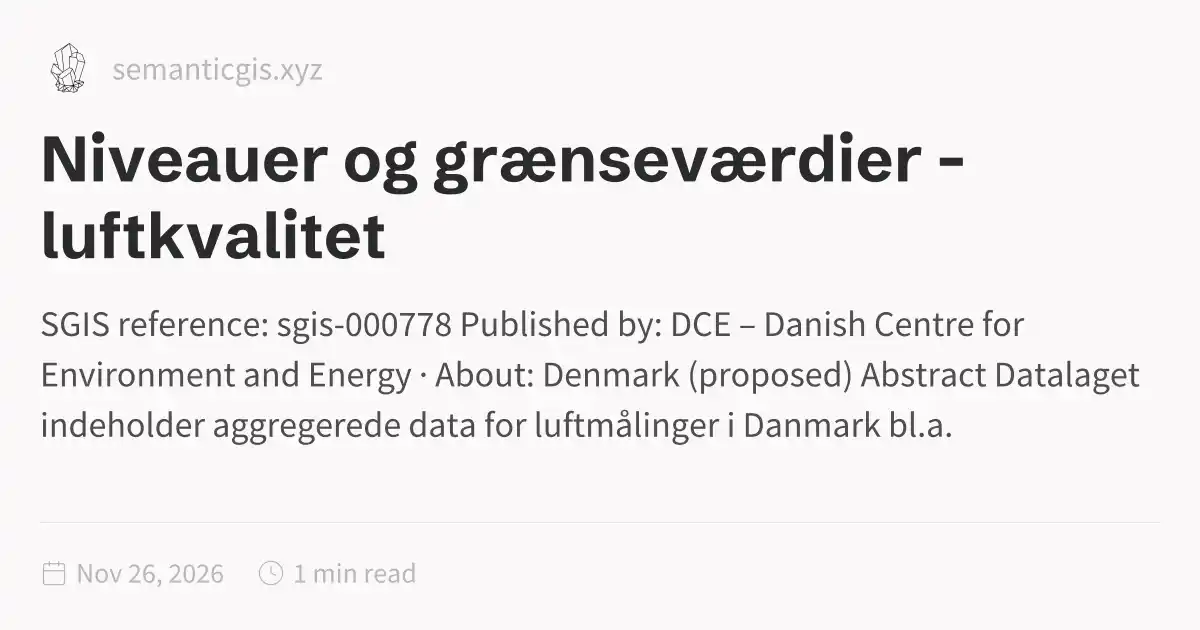 semanticgis.xyz
Niveauer og grænseværdier -
luftkvalitet
SGIS reference: sgis-000778 Published by: DCE – Danish Centre for
Environment and Energy · About: Denmark (proposed) Abstract Datalaget
indeholder aggregerede data for luftmålinger i Danmark bl.a.
Nov 26, 2026 1 min read